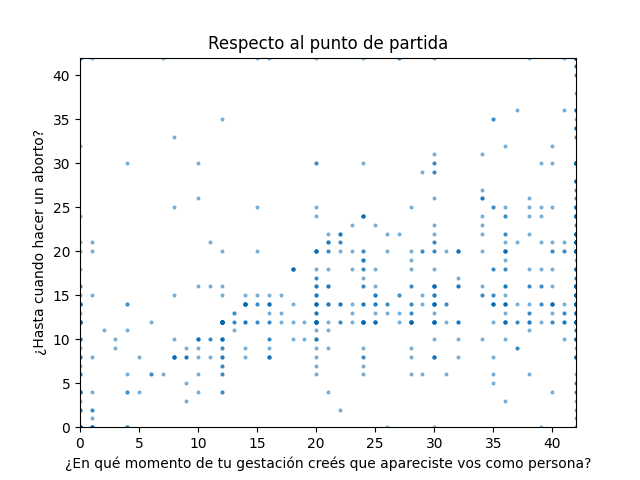 Respecto al punto de partida
¿Hasta cuando hacer un aborto?
40
35
30
25
20
15
10
5
0
0 5 10 15 20 25 30 35 40
¿En qué momento de tu gestación creés que apareciste vos como persona?